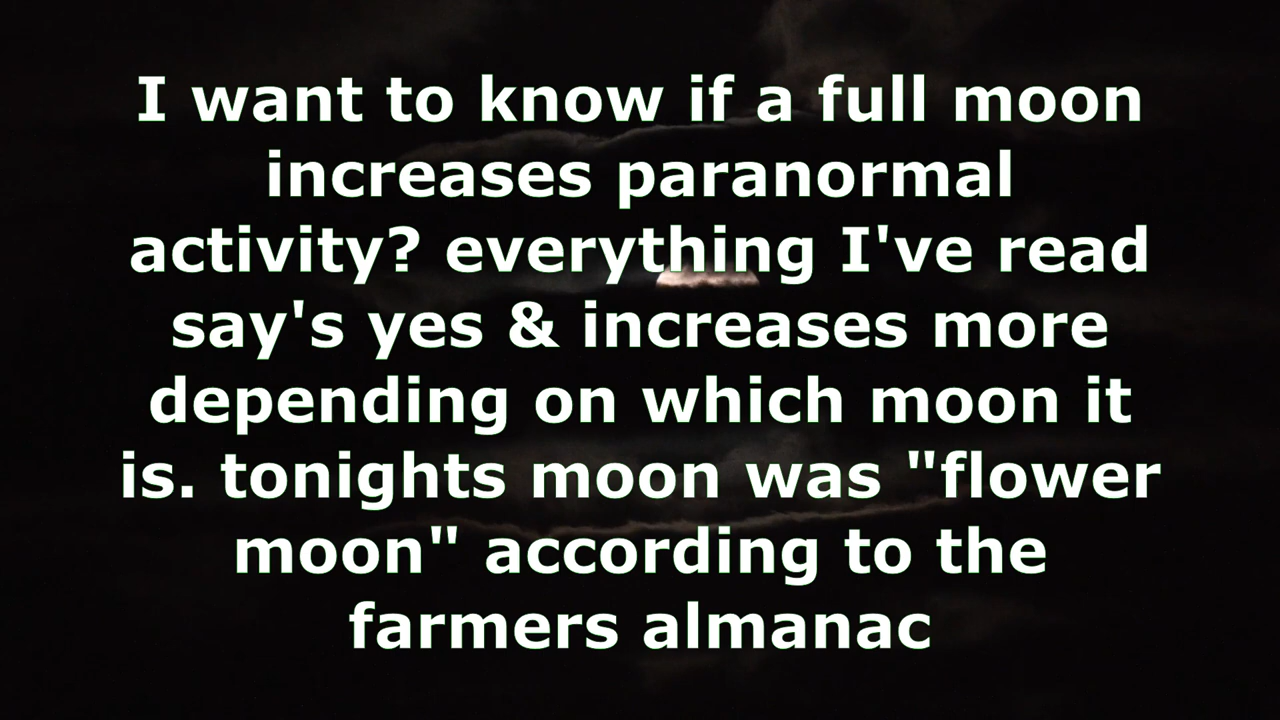 I want to know if a full moon
increases paranormal
activity? everything I've read
say's yes & increases more
depending on which moon it
is. tonights moon was "flower
moon" according to the
farmers almanac